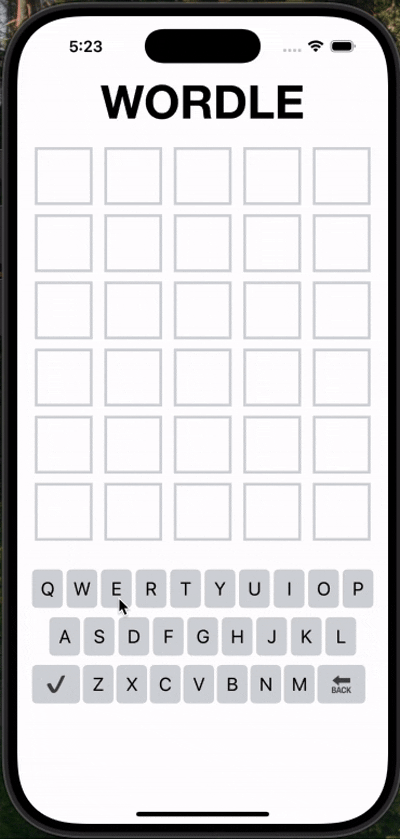 5:23
WORDLE
Q W E R T Y U I O P
A S D F G H J K L
Z X C V B N M BACK